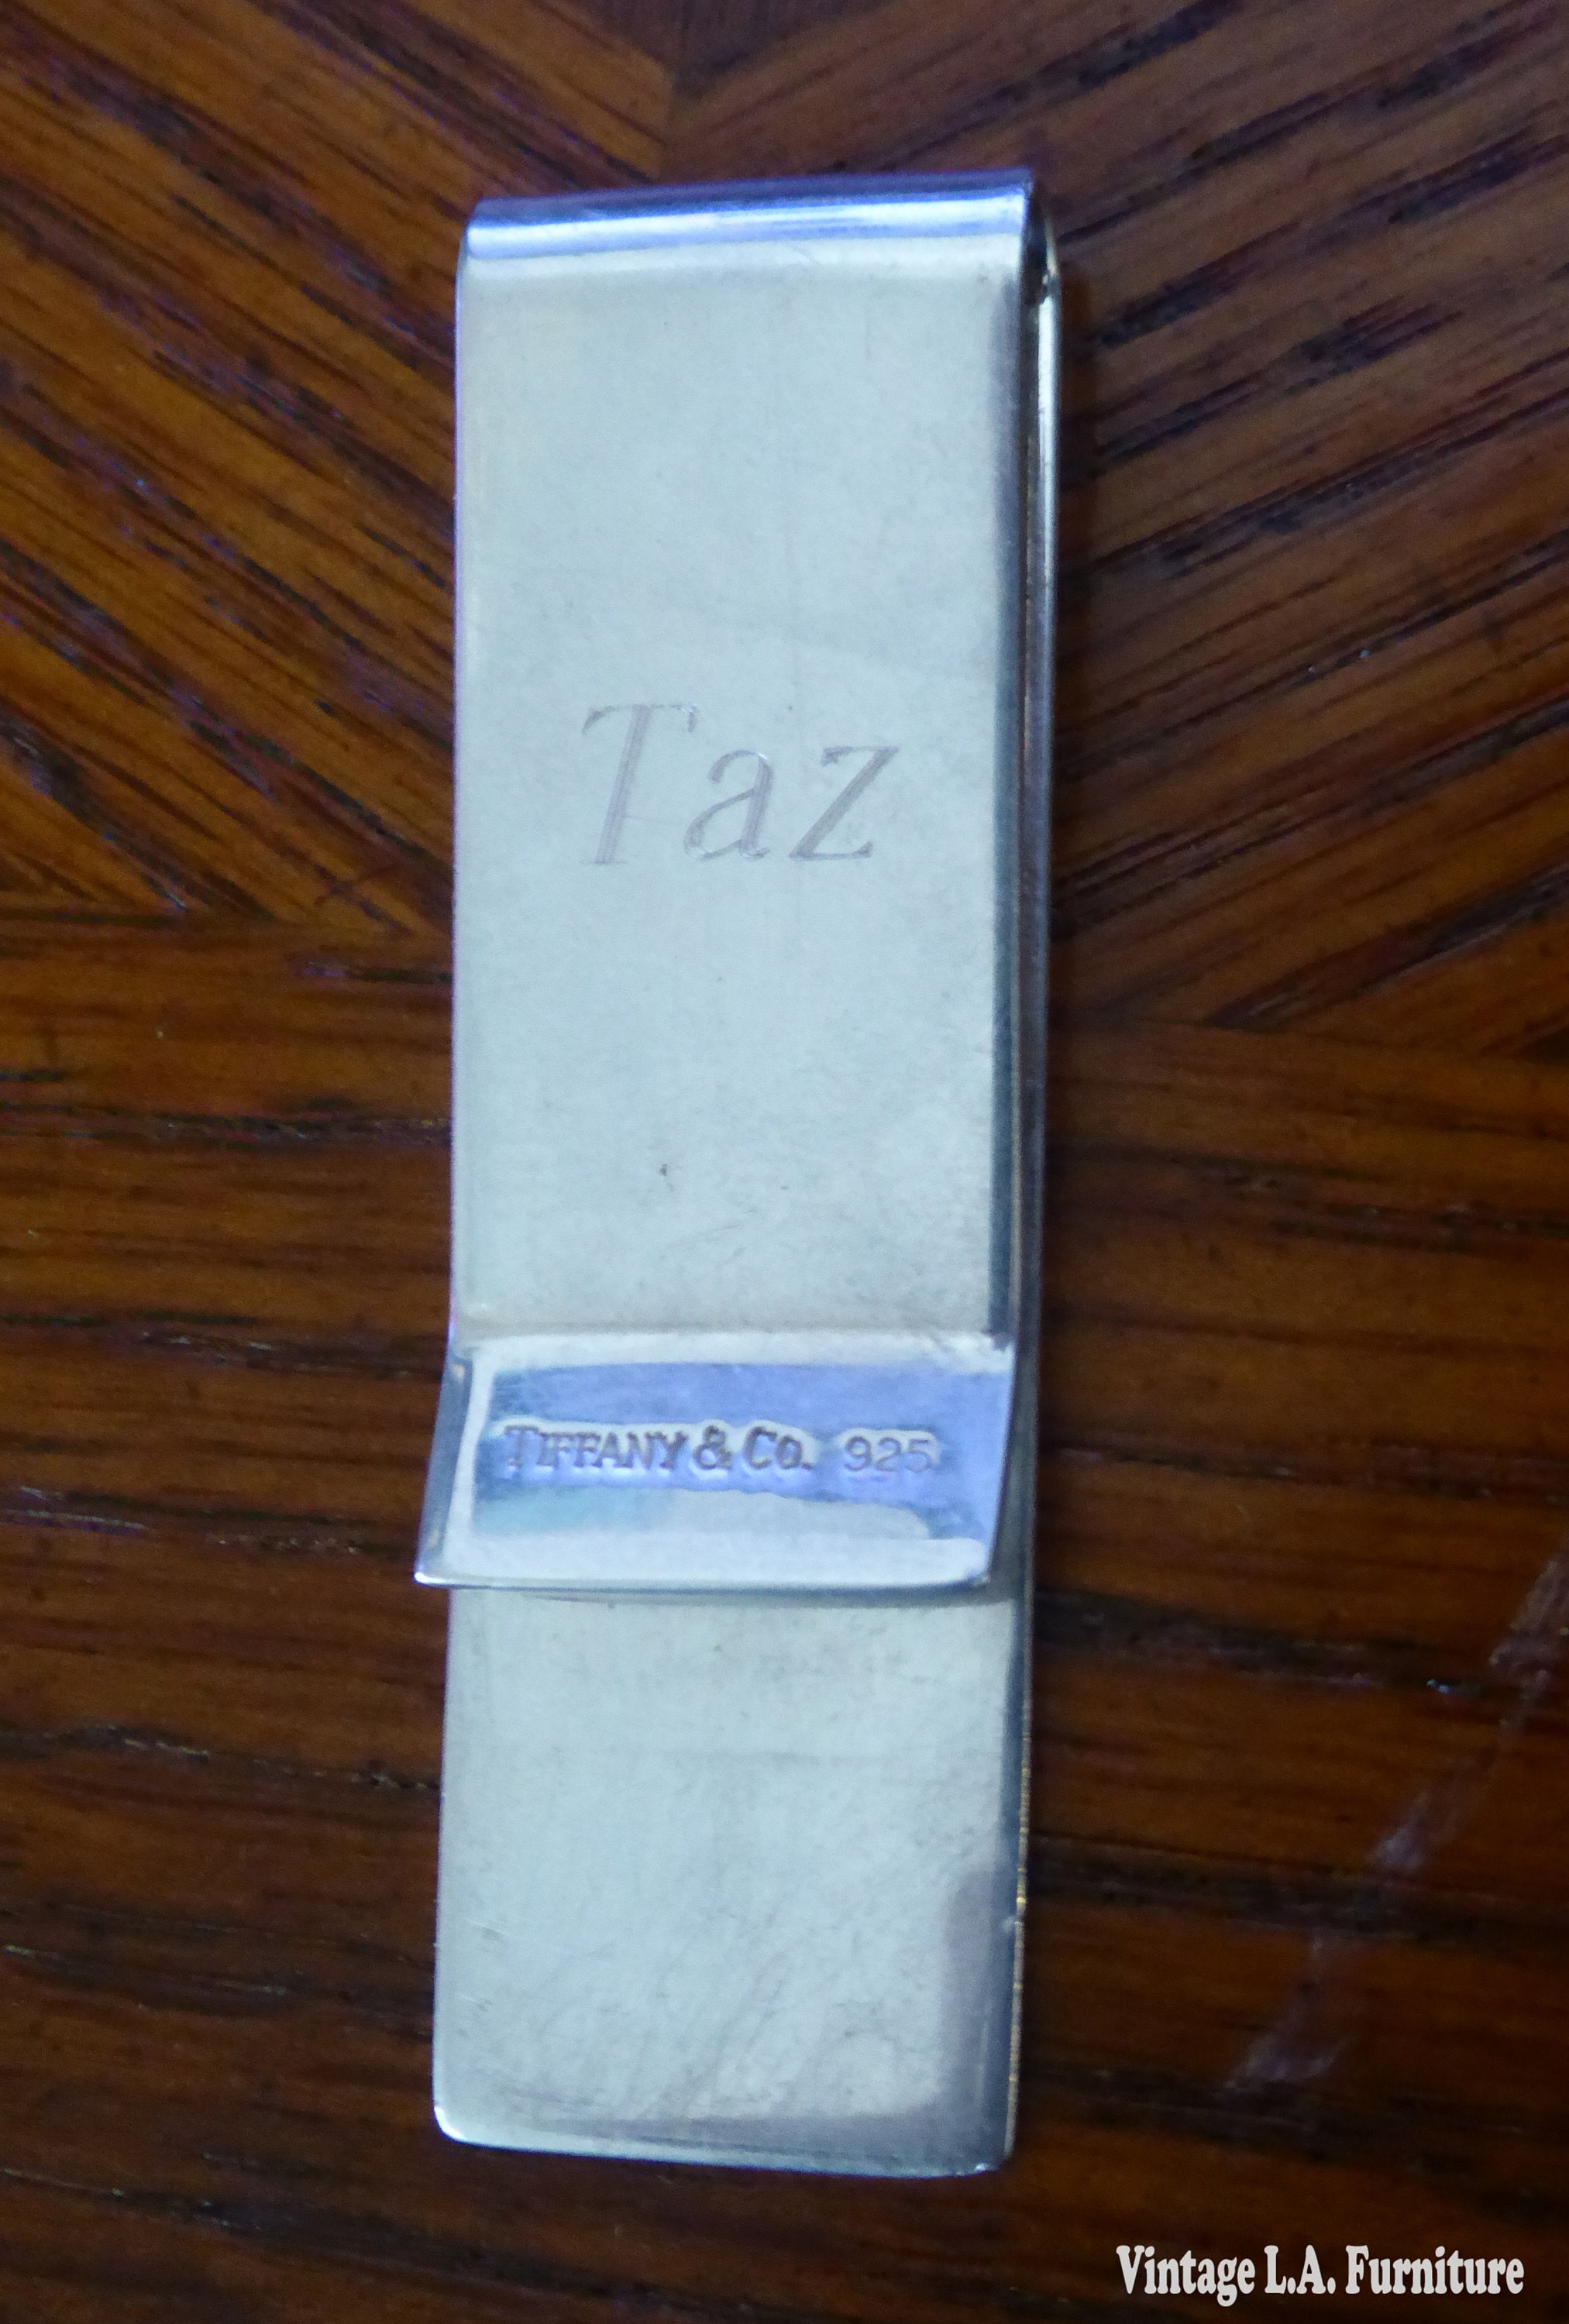 Taz
TIFFANY & CO. 925
Vintage L.A. Furniture